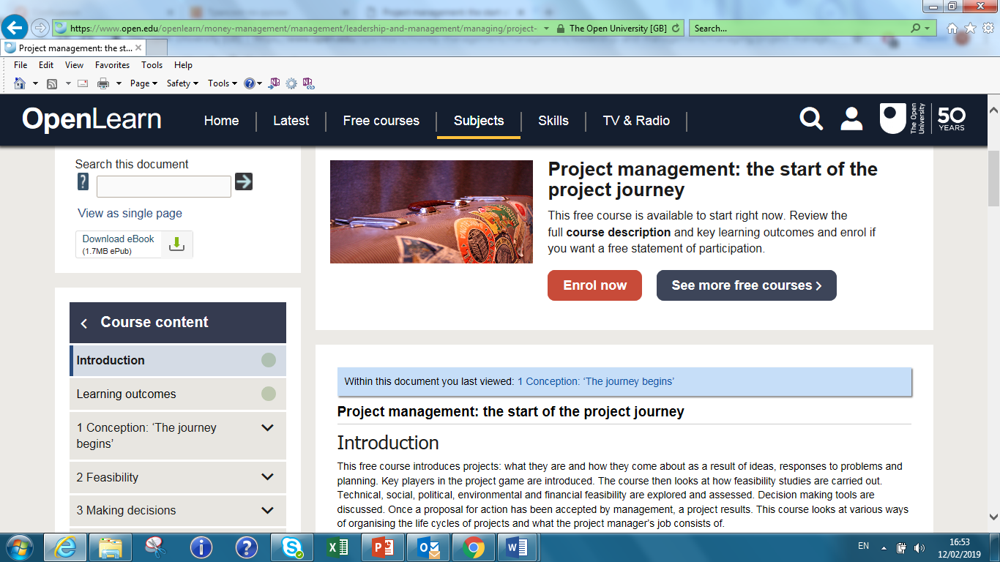 https://www.open.edu/openlearn/money-management/management/leadership-and-management/managing/project-
The Open University [GB]
Search...
Project management: the st...
File Edit View Favorites Tools Help
Page Safety Tools
OpenLearn
Home
Latest
Free courses
Subjects
Skills
TV & Radio
The Open
University
50
YEARS
Search this document
View as single page
Download eBook
(1.7MB ePub)
Project management: the start of the
project journey
This free course is available to start right now. Review the
full course description and key learning outcomes and enrol if
you want a free statement of participation.
Enrol now
See more free courses
Course content
Introduction
Learning outcomes
1 Conception: ‘The journey
begins’
2 Feasibility
3 Making decisions
Within this document you last viewed: 1 Conception: ‘The journey begins’
Project management: the start of the project journey
Introduction
This free course introduces projects: what they are and how they come about as a result of ideas, responses to problems and
planning. Key players in the project game are introduced. The course then looks at how feasibility studies are carried out.
Technical, social, political, environmental and financial feasibility are explored and assessed. Decision making tools are
discussed. Once a proposal for action has been accepted by management, a project results. This course looks at various ways
of organising the life cycles of projects and what the project manager’s job consists of.
EN
16:53
12/02/2019